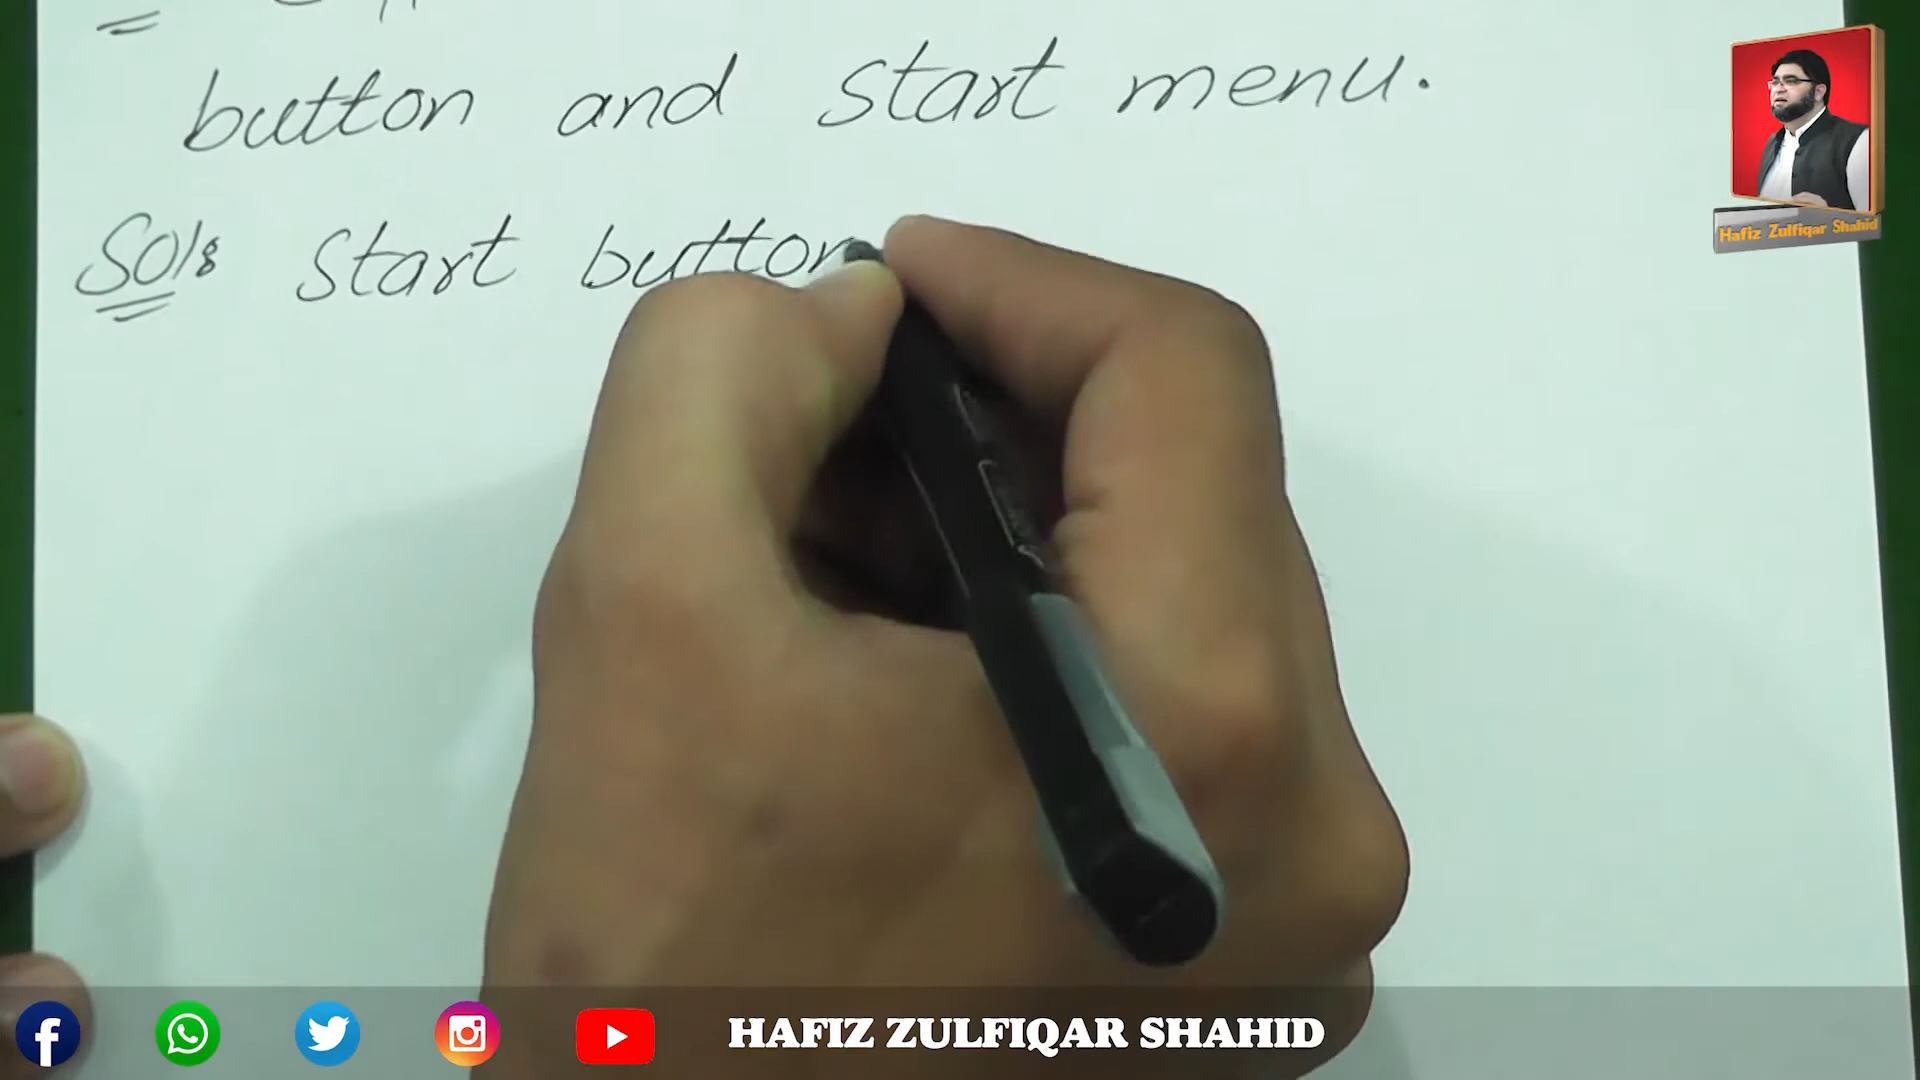 button and start menu.
Sol: Start button
Hafiz Zulfiqar Shahid
HAFIZ ZULFIQAR SHAHID